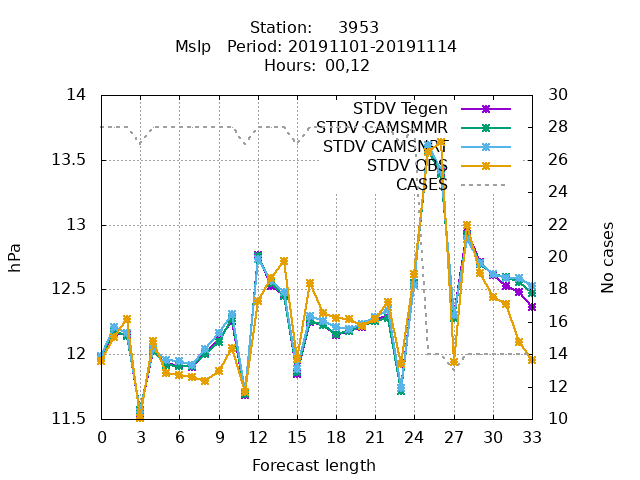 Station: 3953
Mslp Period: 20191101-20191114
Hours: 00,12
14 30
STDV Tegen
28
STDV CAMSMMR
STDV CAMSNRT
13.5 26
STDV OBS
CASES
24
13 22
hPa
No cases
20
12.5 18
16
12 14
12
11.5 10
0 3 6 9 12 15 18 21 24 27 30 33
Forecast length